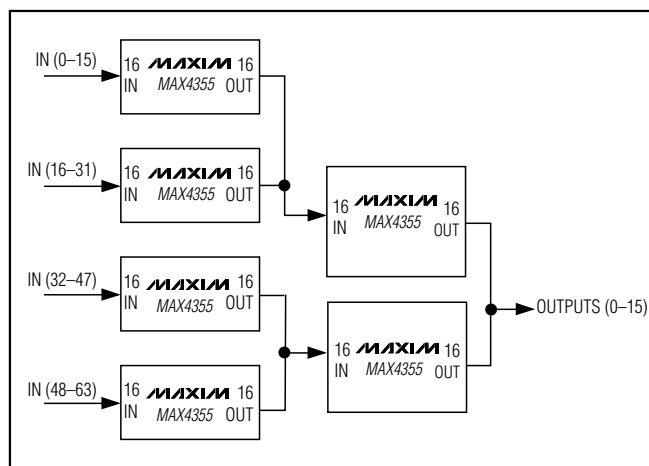 IN (0–15)
16 MAXIM 16
IN MAX4355 OUT
IN (16–31)
16 MAXIM 16
IN MAX4355 OUT
16 MAXIM 16
IN MAX4355 OUT
IN (32–47)
16 MAXIM 16
IN MAX4355 OUT
OUTPUTS (0–15)
16 MAXIM 16
IN MAX4355 OUT
IN (48–63)
16 MAXIM 16
IN MAX4355 OUT